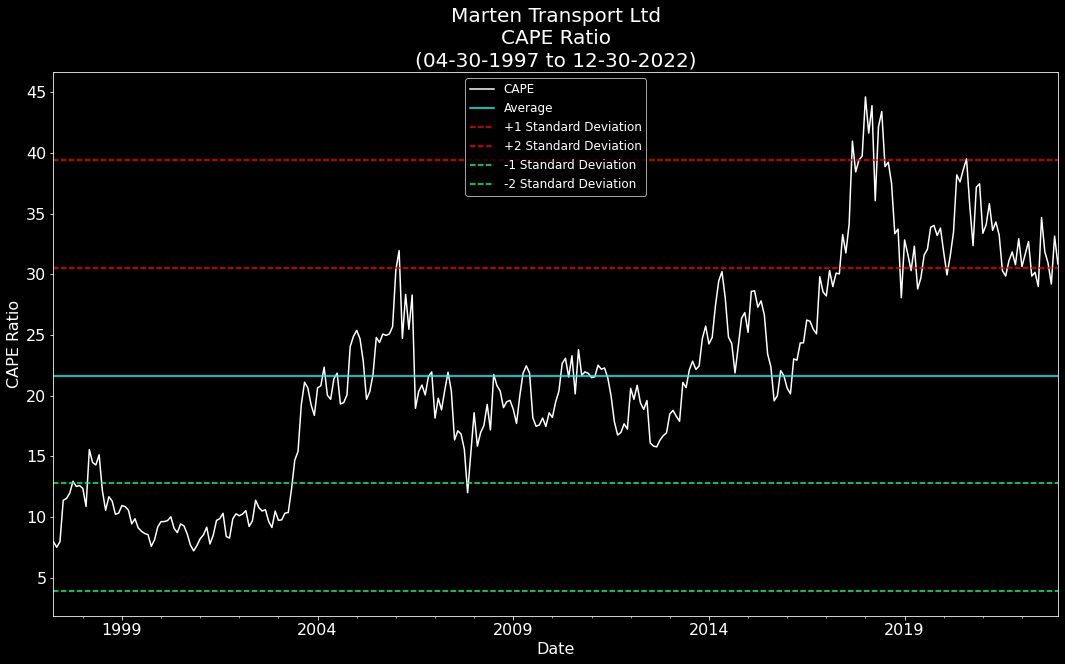 Marten Transport Ltd
CAPE Ratio
(04-30-1997 to 12-30-2022)
CAPE
Average
+1 Standard Deviation
+2 Standard Deviation
-1 Standard Deviation
-2 Standard Deviation
CAPE Ratio
45
40
35
30
25
20
15
10
5
1999 2004 2009 2014 2019
Date